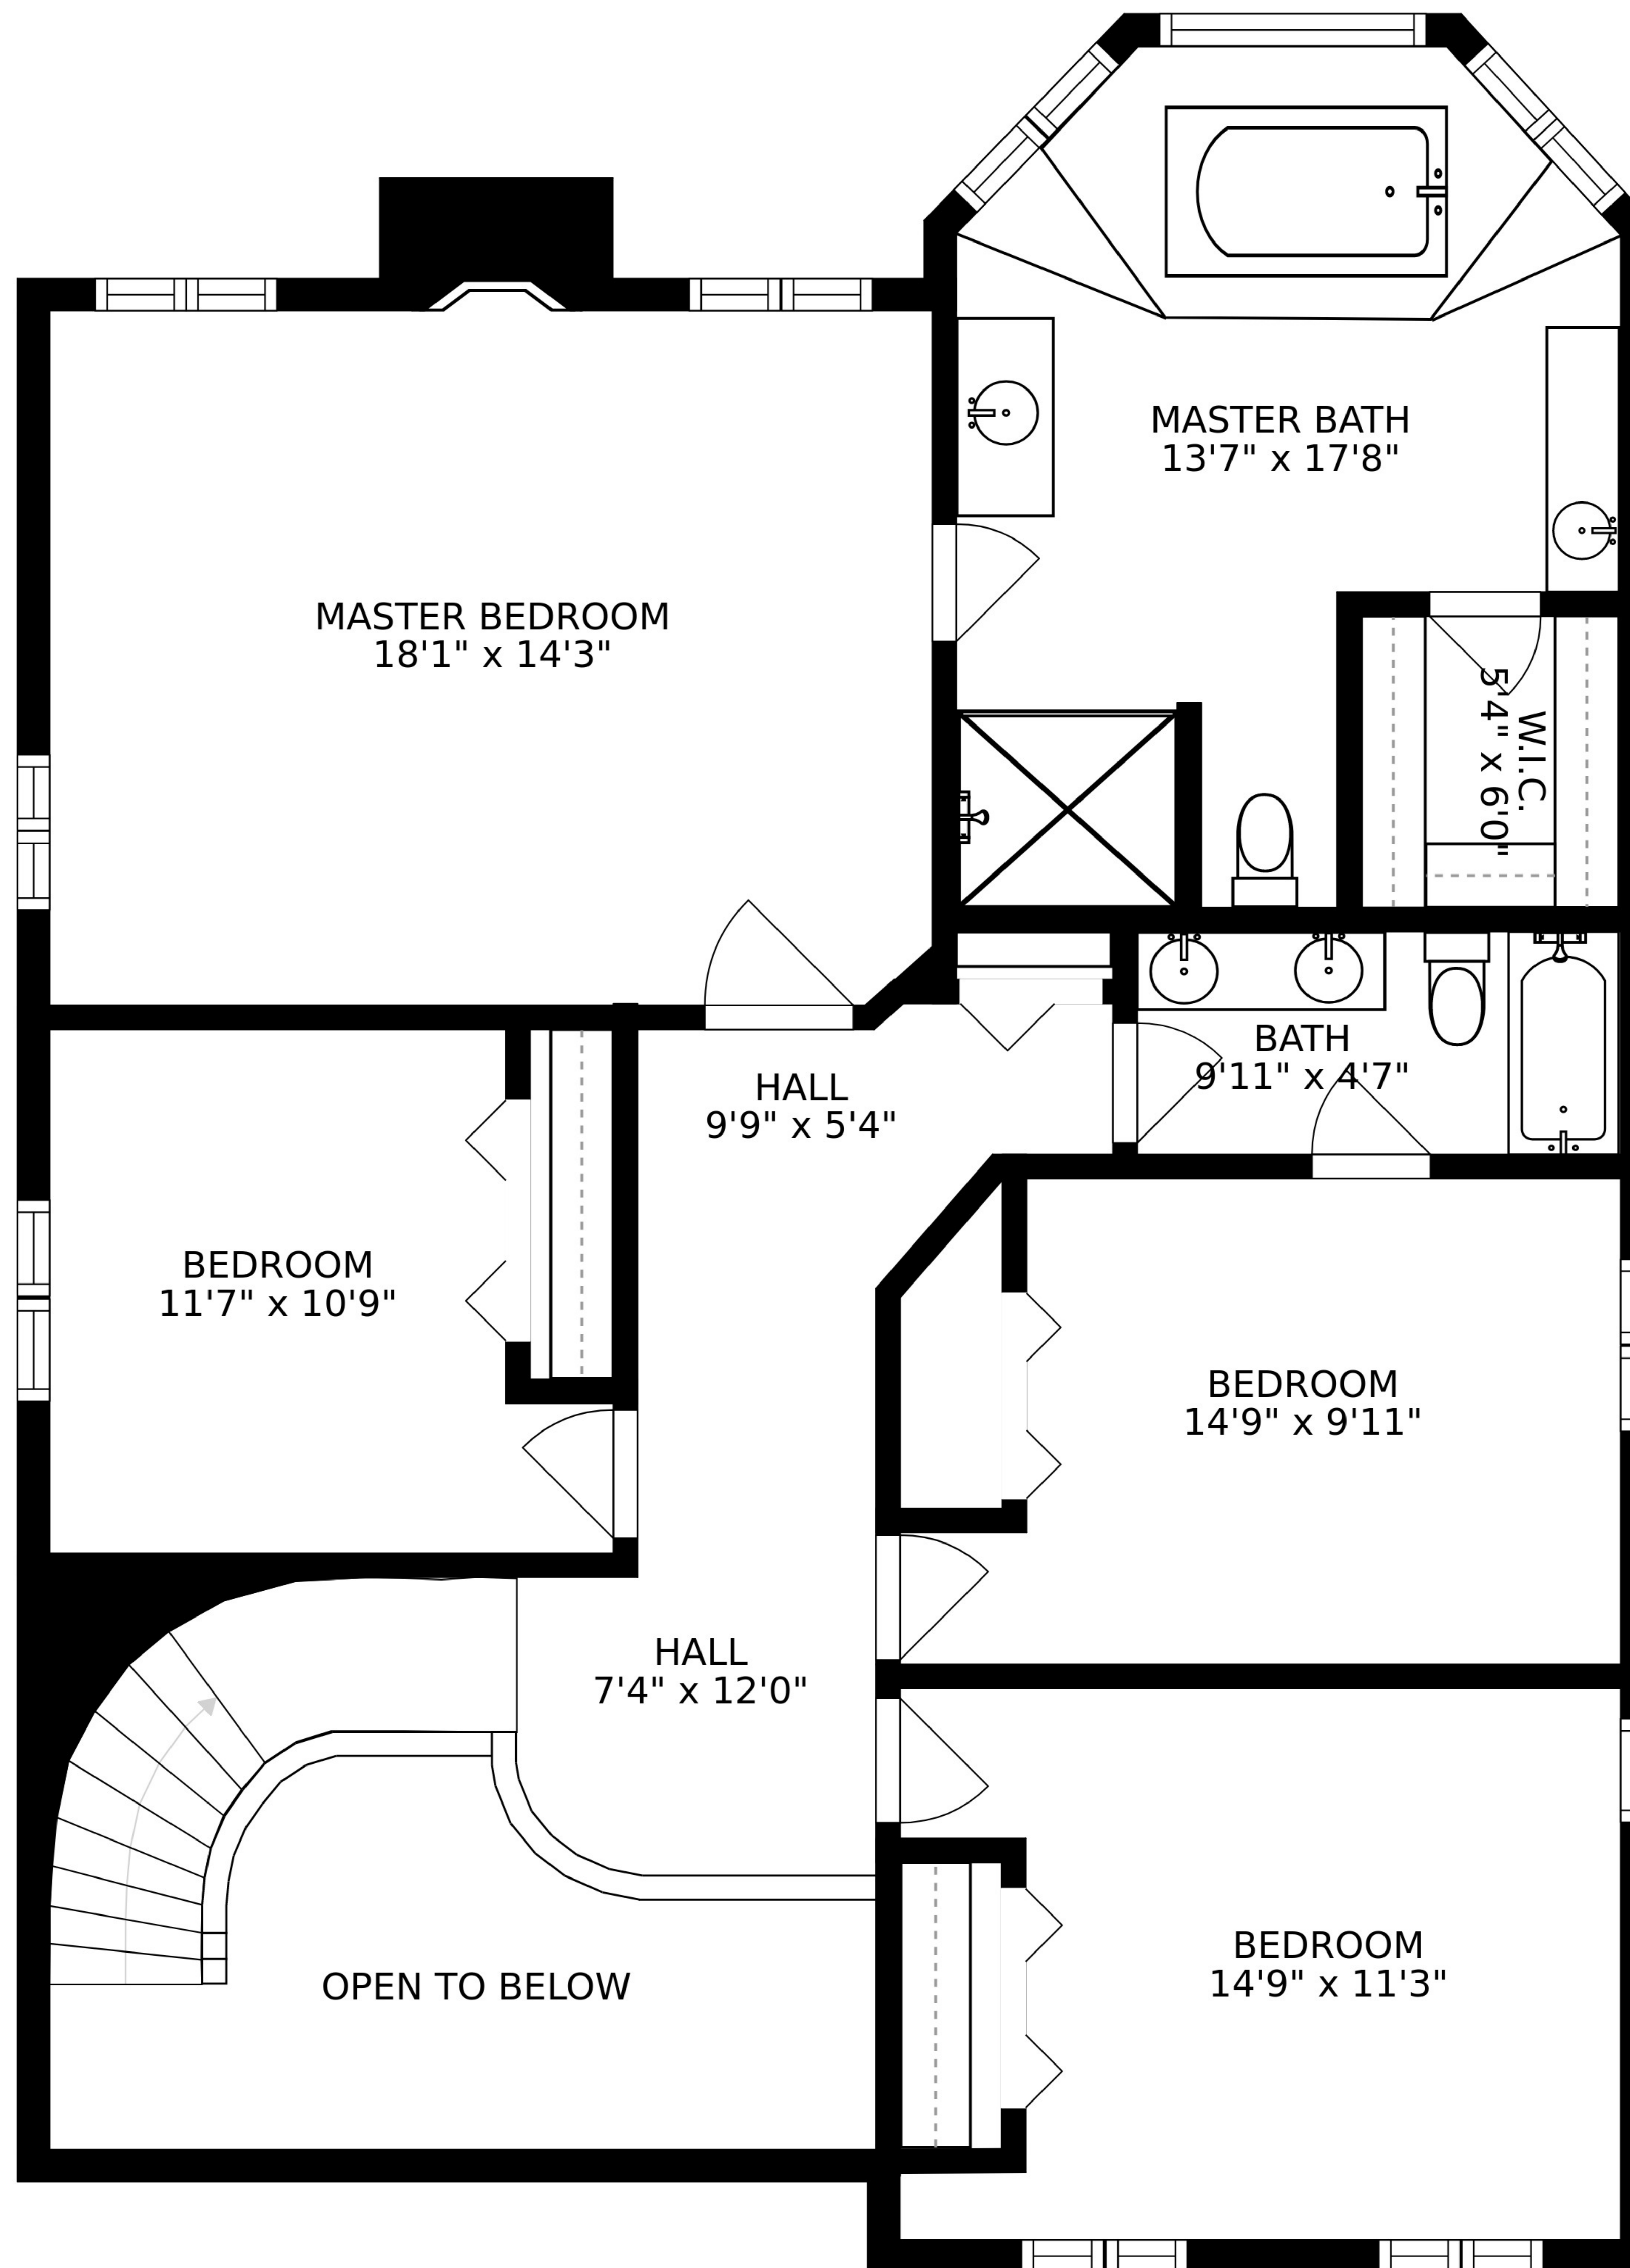 MASTER BATH
13'7" x 17'8"
MASTER BEDROOM
18'1" x 14'3"
W.I.C.
5'4" x 6'0"
BATH
9'11" x 4'7"
HALL
9'9" x 5'4"
BEDROOM
11'7" x 10'9"
BEDROOM
14'9" x 9'11"
HALL
7'4" x 12'0"
BEDROOM
14'9" x 11'3"
OPEN TO BELOW